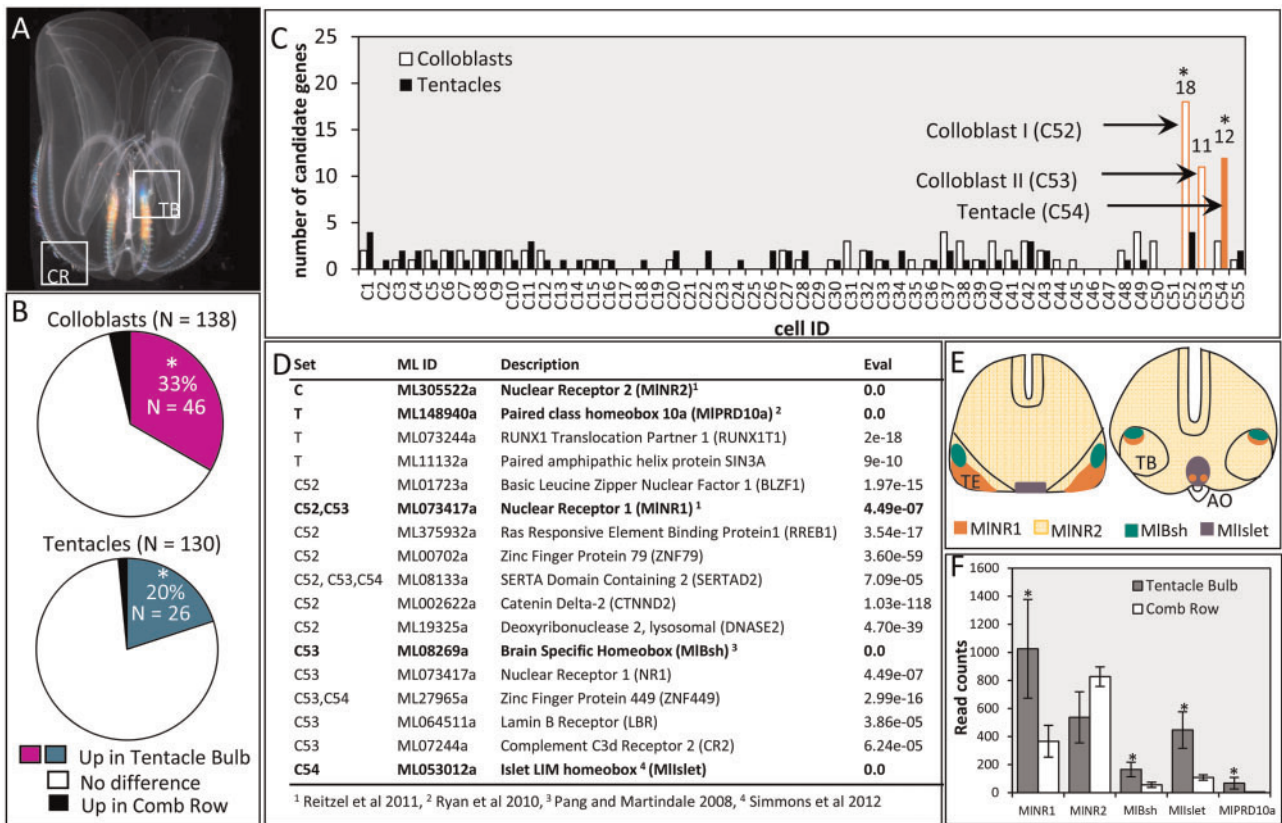 A
TB
CR
B
Colloblasts (N = 138)
*
33%
N = 46
Tentacles (N = 130)
*
20%
N = 26
Up in Tentacle Bulb
No difference
Up in Comb Row
C
number of candidate genes
25
20
15
10
5
0
Colloblasts
Tentacles
*
18
11
*
12
Colloblast I (C52)
Colloblast II (C53)
Tentacle (C54)
C1 C2 C3 C4 C5 C6 C7 C8 C9 C10 C11 C12 C13 C14 C15 C16 C17 C18 C19 C20 C21 C22 C23 C24 C25 C26 C27 C28 C29 C30 C31 C32 C33 C34 C35 C36 C37 C38 C39 C40 C41 C42 C43 C44 C45 C46 C47 C48 C49 C50 C51 C52 C53 C54 C55
cell ID
D Set ML ID Description Eval
C ML305522a Nuclear Receptor 2 (MlNR2)¹ 0.0
T ML148940a Paired class homeobox 10a (MlPRD10a) ² 0.0
T ML073244a RUNX1 Translocation Partner 1 (RUNX1T1) 2e-18
T ML11132a Paired amphipathic helix protein SIN3A 9e-10
C52 ML01723a Basic Leucine Zipper Nuclear Factor 1 (BLZF1) 1.97e-15
C52,C53 ML073417a Nuclear Receptor 1 (MlNR1) ¹ 4.49e-07
C52 ML375932a Ras Responsive Element Binding Protein1 (RREB1) 3.54e-17
C52 ML00702a Zinc Finger Protein 79 (ZNF79) 3.60e-59
C52, C53,C54 ML08133a SERTA Domain Containing 2 (SERTAD2) 7.09e-05
C52 ML002622a Catenin Delta-2 (CTNND2) 1.03e-118
C52 ML19325a Deoxyribonuclease 2, lysosomal (DNASE2) 4.70e-39
C53 ML08269a Brain Specific Homeobox (MlBsh) ³ 0.0
C53 ML073417a Nuclear Receptor 1 (NR1) 4.49e-07
C53,C54 ML27965a Zinc Finger Protein 449 (ZNF449) 2.99e-16
C53 ML064511a Lamin B Receptor (LBR) 3.86e-05
C53 ML07244a Complement C3d Receptor 2 (CR2) 6.24e-05
C54 ML053012a Islet LIM homeobox ⁴ (MlIslet) 0.0
¹ Reitzel et al 2011, ² Ryan et al 2010, ³ Pang and Martindale 2008, ⁴ Simmons et al 2012
E
TE
TB
AO
MlNR1 MlNR2 MlBsh MlIslet
F
Read counts
1600
1400
1200
1000
800
600
400
200
0
Tentacle Bulb
Comb Row
*
*
*
*
MlNR1 MlNR2 MlBsh MlIslet MlPRD10a